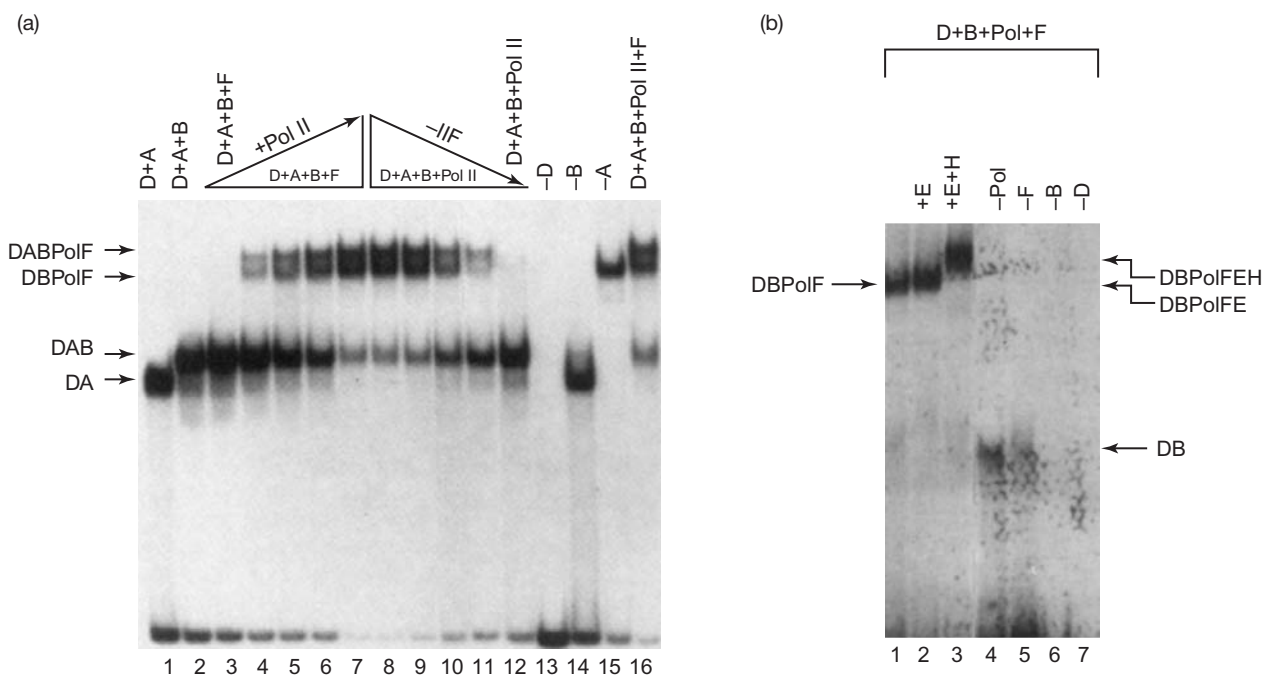 (a)
D+A
D+A+B
D+A+B+F
+Pol II
D+A+B+F
–IIF
D+A+B+Pol II
D+A+B+Pol II
–D
–B
–A
D+A+B+Pol II+F
DABPolF
DBPolF
DAB
DA
1 2 3 4 5 6 7 8 9 10 11 12 13 14 15 16
(b)
D+B+Pol+F
+E
+E+H
–Pol
–F
–B
–D
DBPolF
DBPolFEH
DBPolFE
DB
1 2 3 4 5 6 7